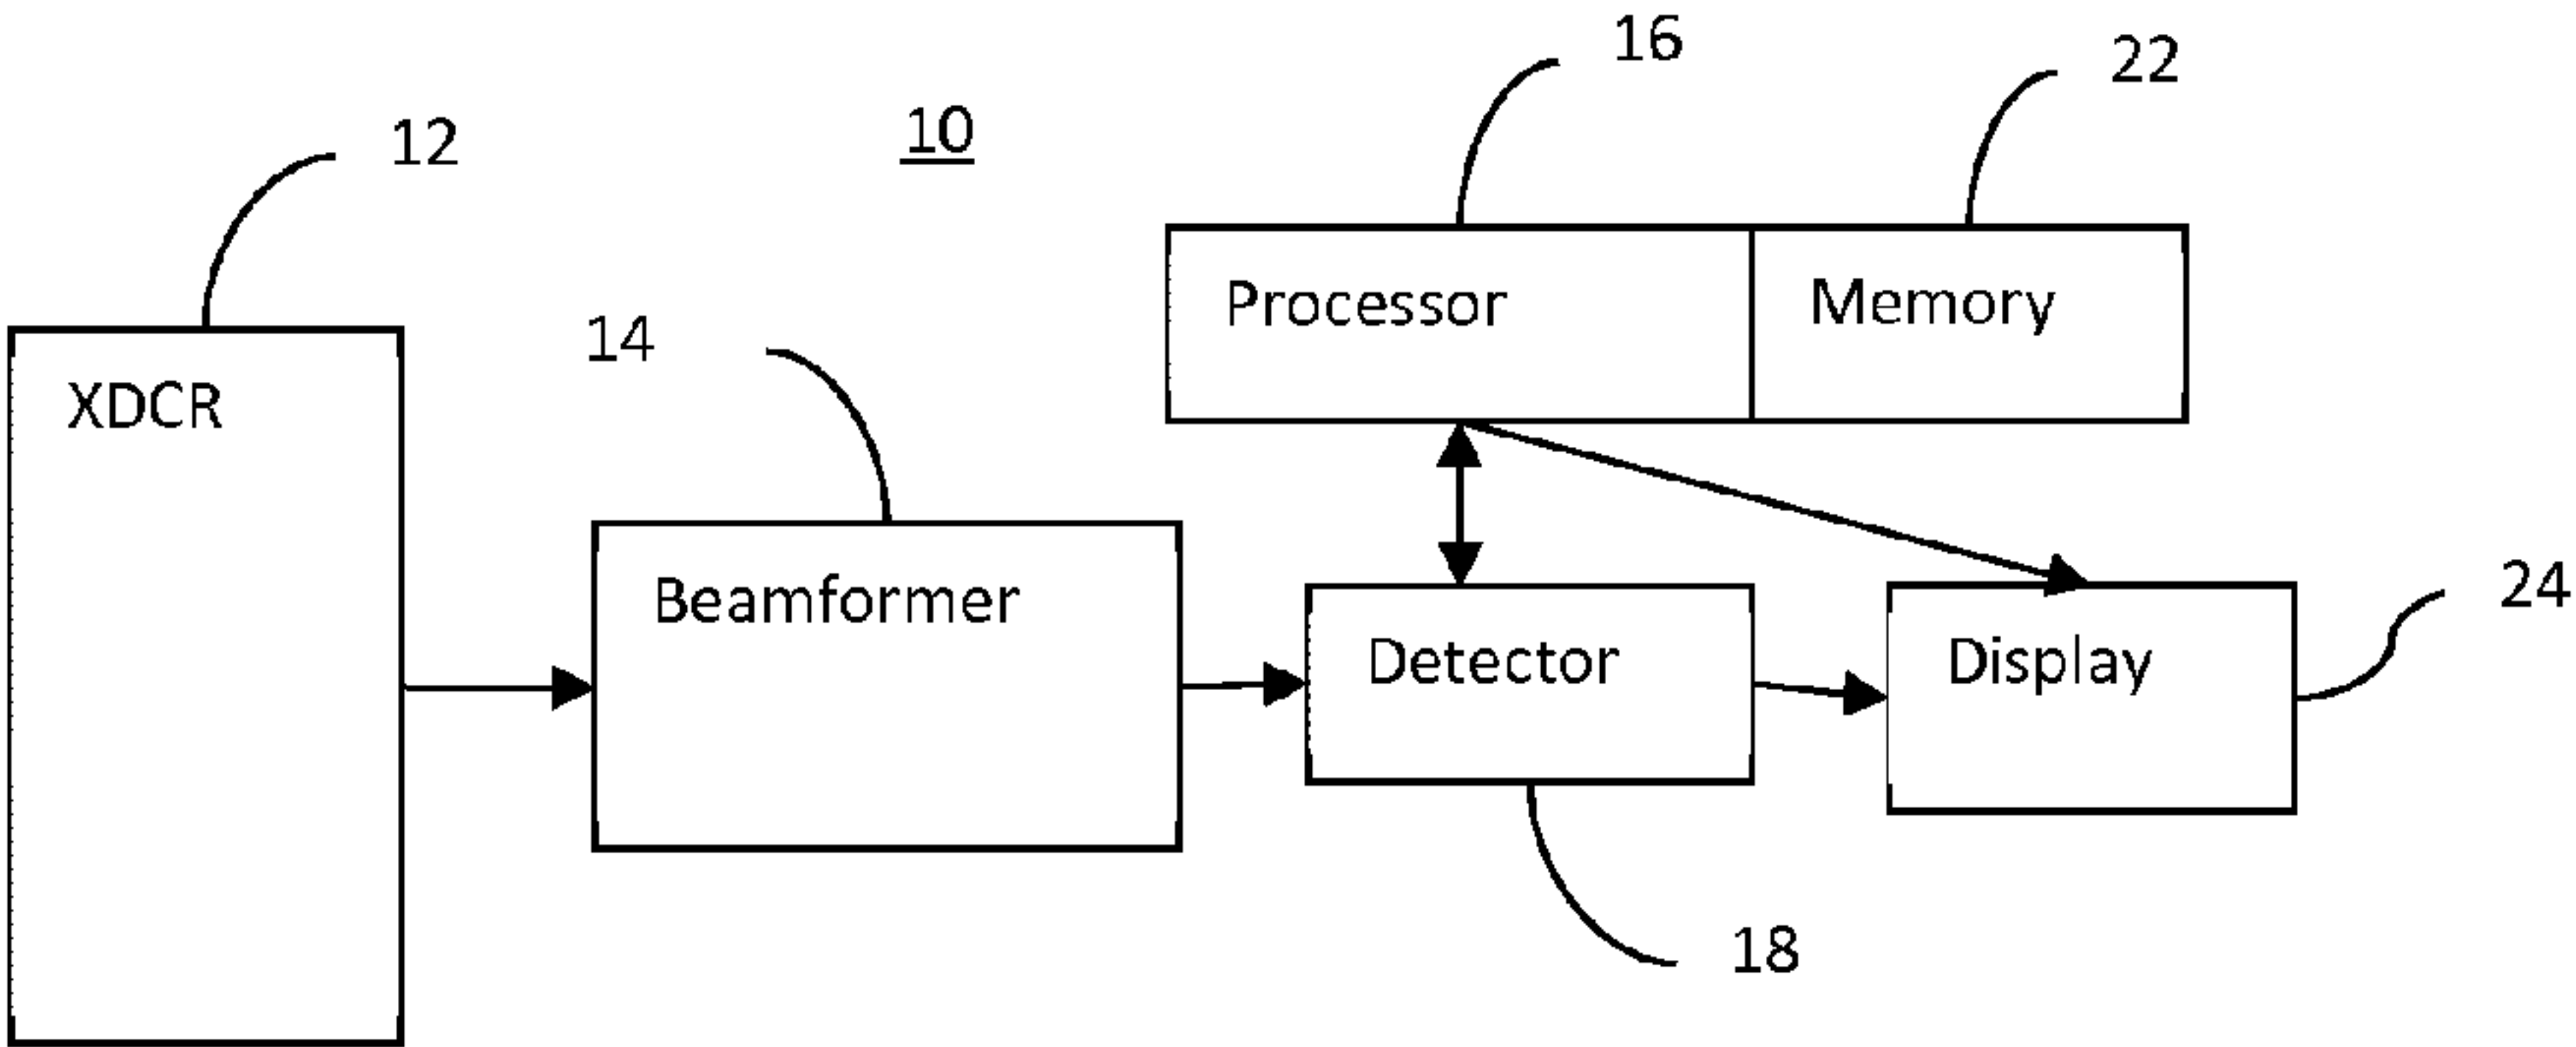 16
22
10
12
Processor
Memory
14
XDCR
Beamformer
Detector
Display
24
18